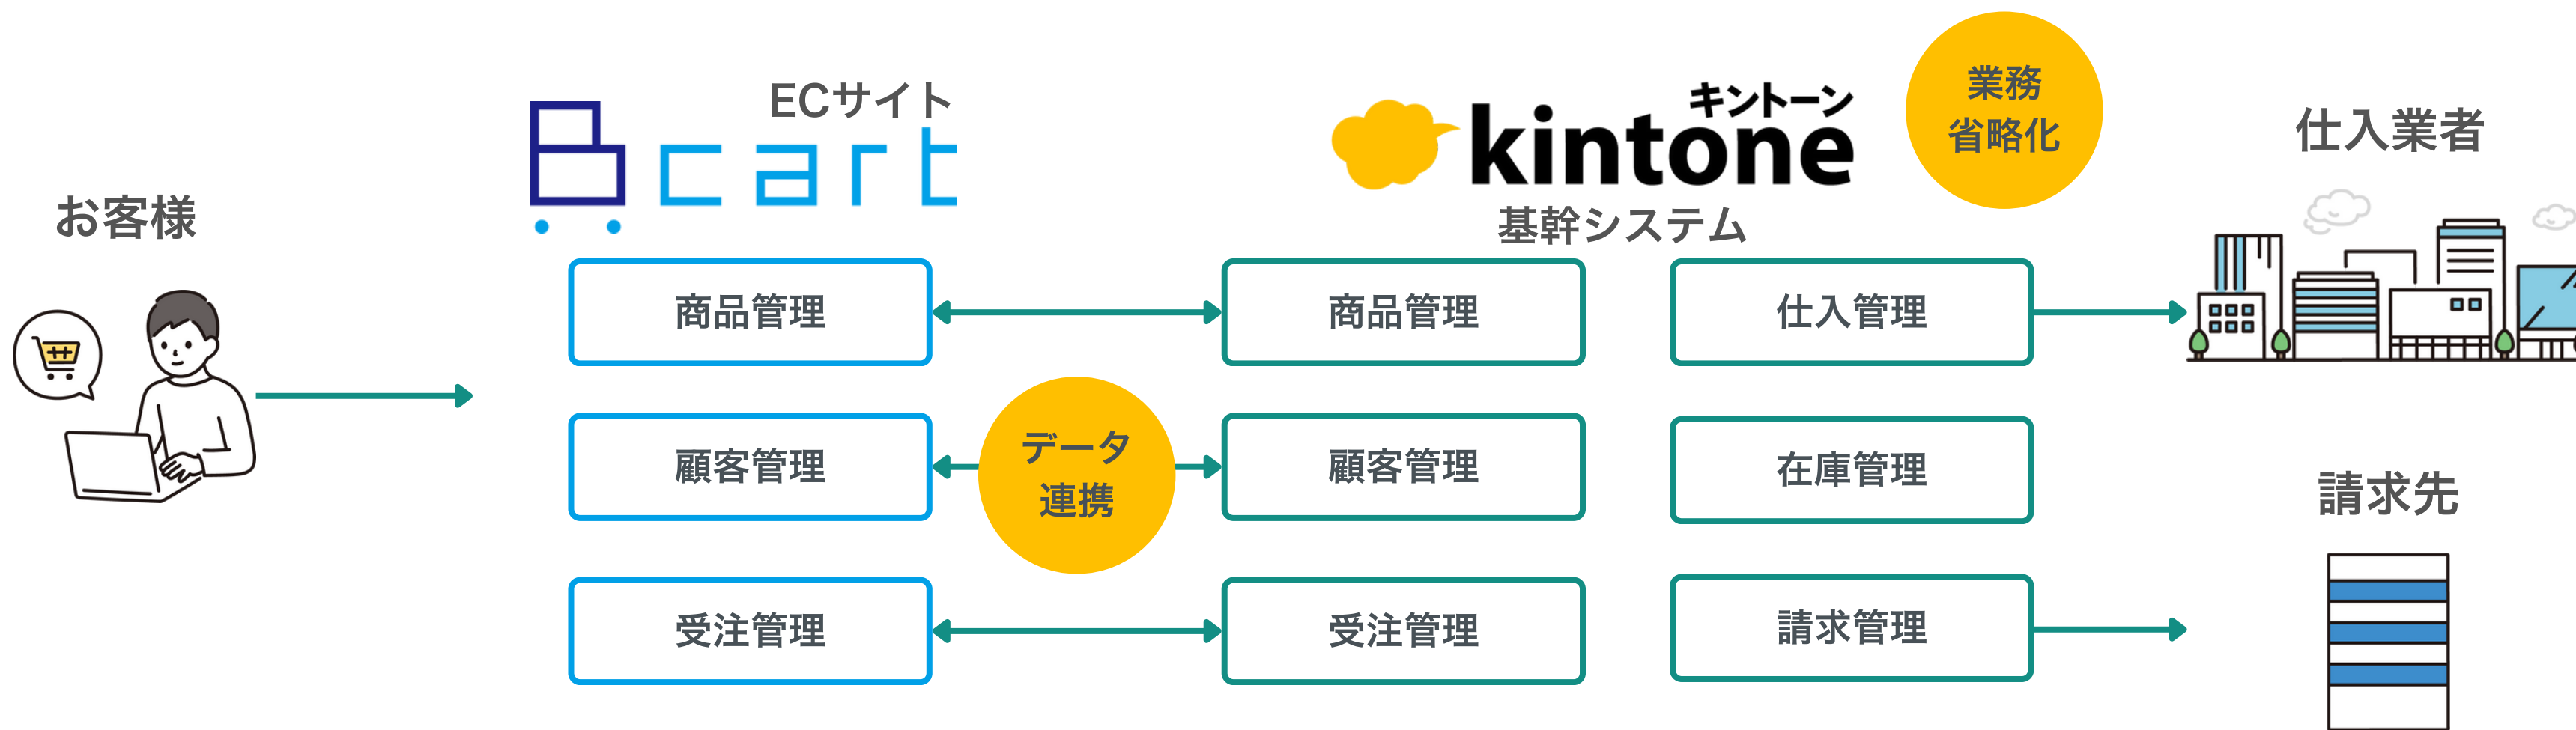 お客様
ECサイト
Bcart
商品管理
顧客管理
受注管理
データ
連携
キントーン
kintone
基幹システム
商品管理
顧客管理
受注管理
業務
省略化
仕入管理
在庫管理
請求管理
仕入業者
請求先